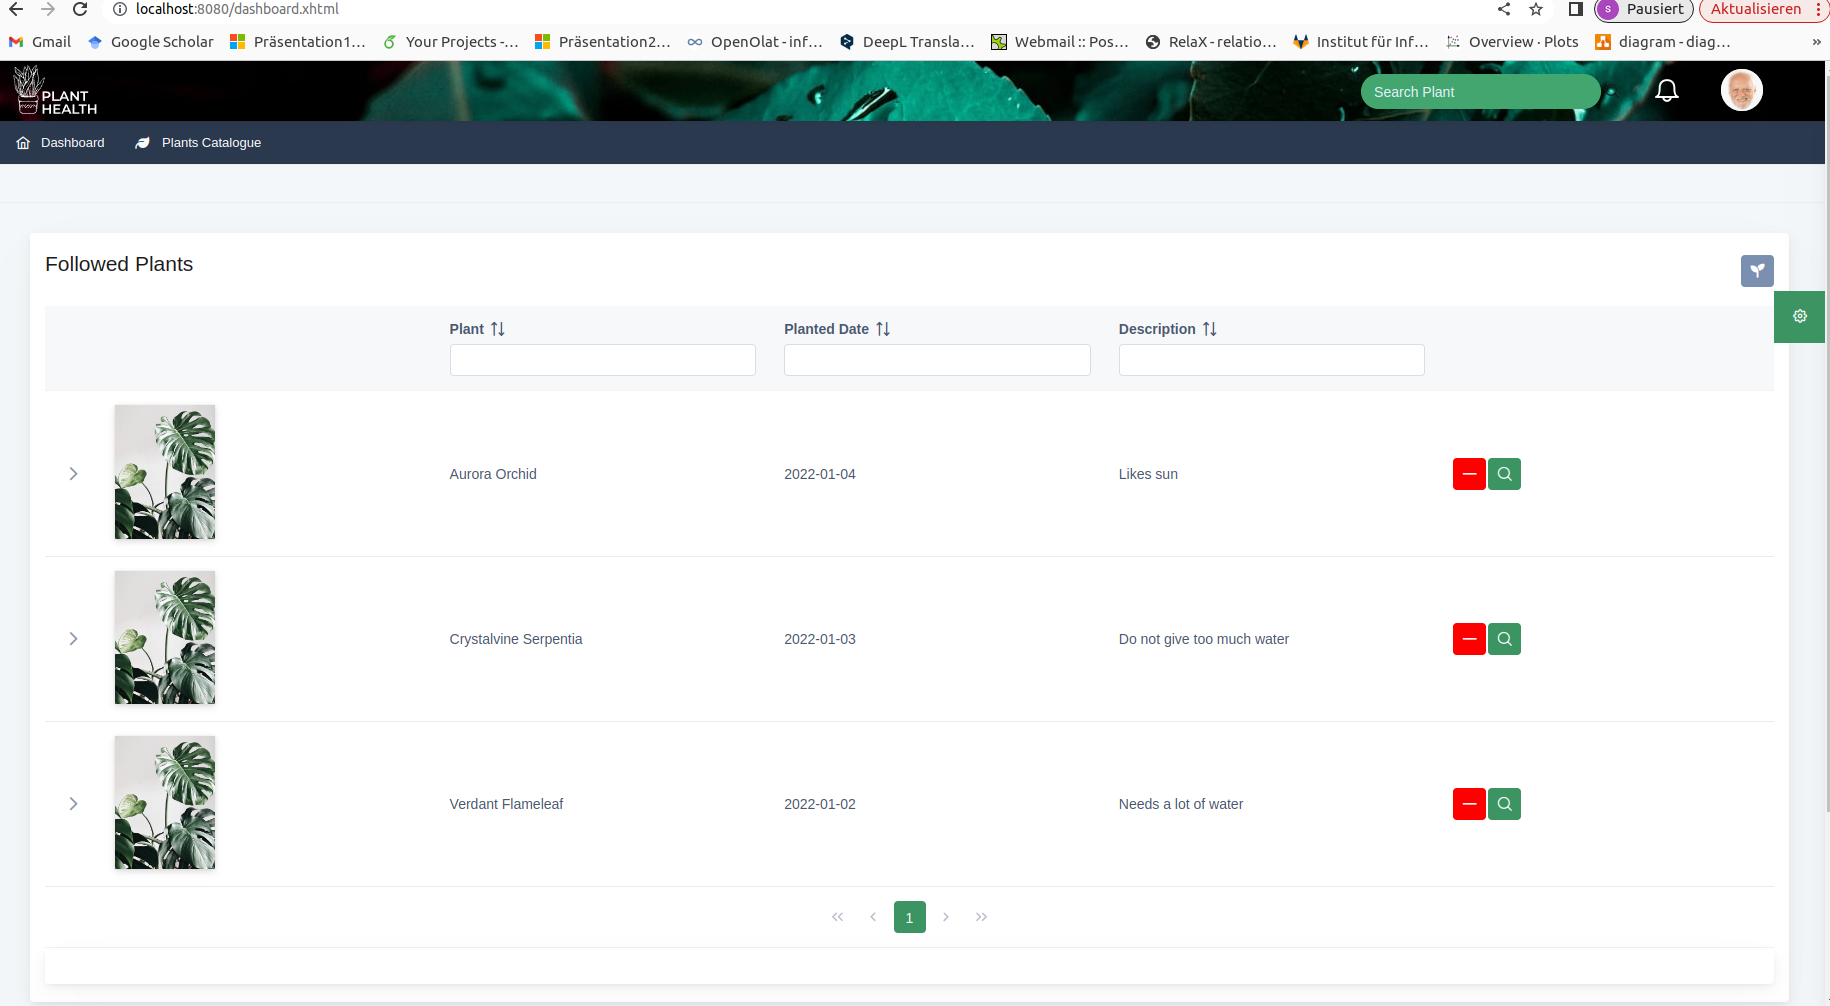 localhost:8080/dashboard.xhtml
S Pausiert Aktualisieren
Gmail Google Scholar Präsentation1... Your Projects -... Präsentation2... OpenOlat - inf... DeepL Transla... Webmail :: Pos... RelaX - relatio... Institut für Inf... Overview · Plots diagram - diag... »
PLANT
HEALTH
Search Plant
Dashboard Plants Catalogue
Followed Plants
Plant Planted Date Description
Aurora Orchid 2022-01-04 Likes sun
Crystalvine Serpentia 2022-01-03 Do not give too much water
Verdant Flameleaf 2022-01-02 Needs a lot of water
1